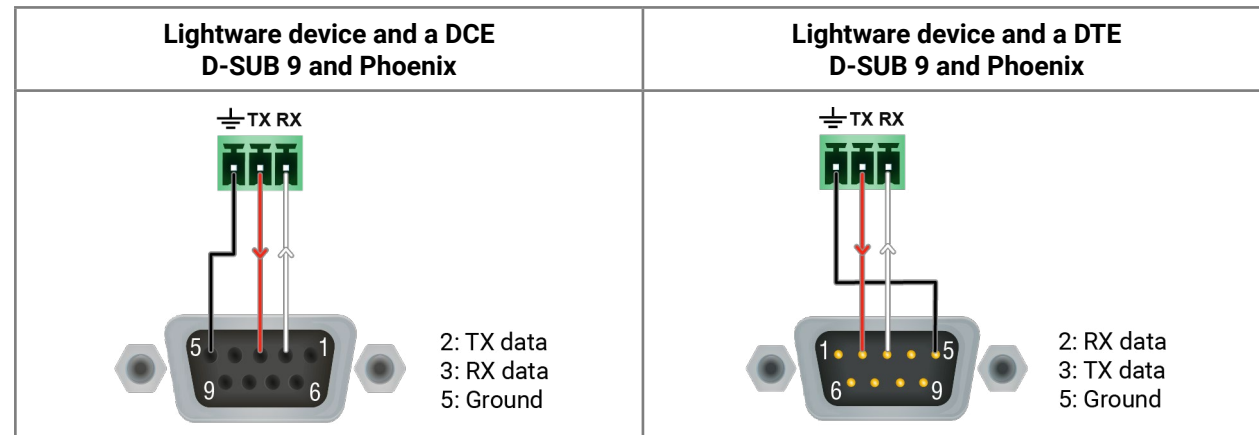 Lightware device and a DCE
D-SUB 9 and Phoenix
Lightware device and a DTE
D-SUB 9 and Phoenix
TX RX
5 1
9 6
2: TX data
3: RX data
5: Ground
TX RX
1 5
6 9
2: RX data
3: TX data
5: Ground